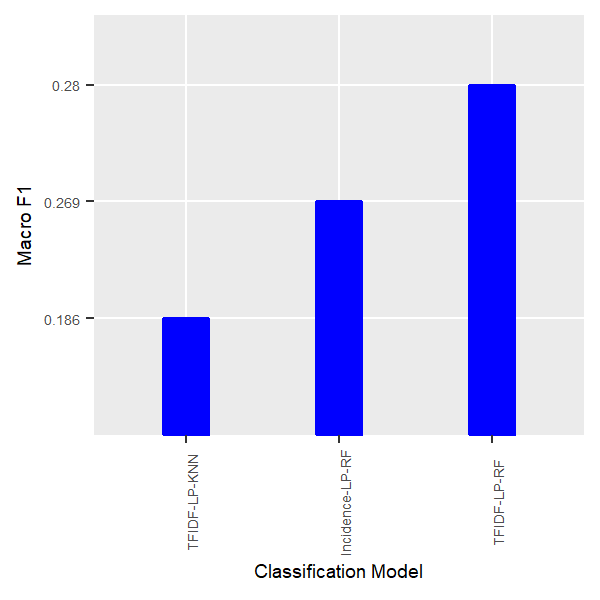 Macro F1
0.28
0.269
0.186
TFIDF-LP-KNN
Incidence-LP-RF
TFIDF-LP-RF
Classification Model